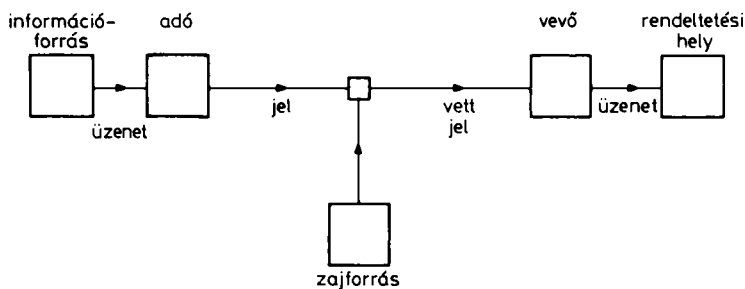 információ-
forrás
adó
vevő
rendeltetési
hely
üzenet
jel
vett
jel
üzenet
zajforrás